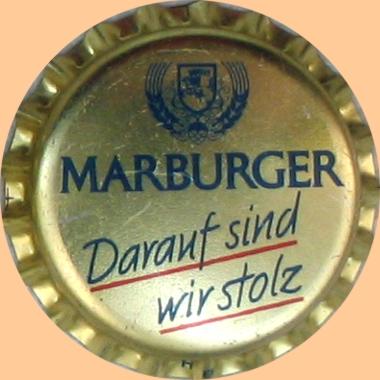 MARBURGER
Darauf sind
wir stolz